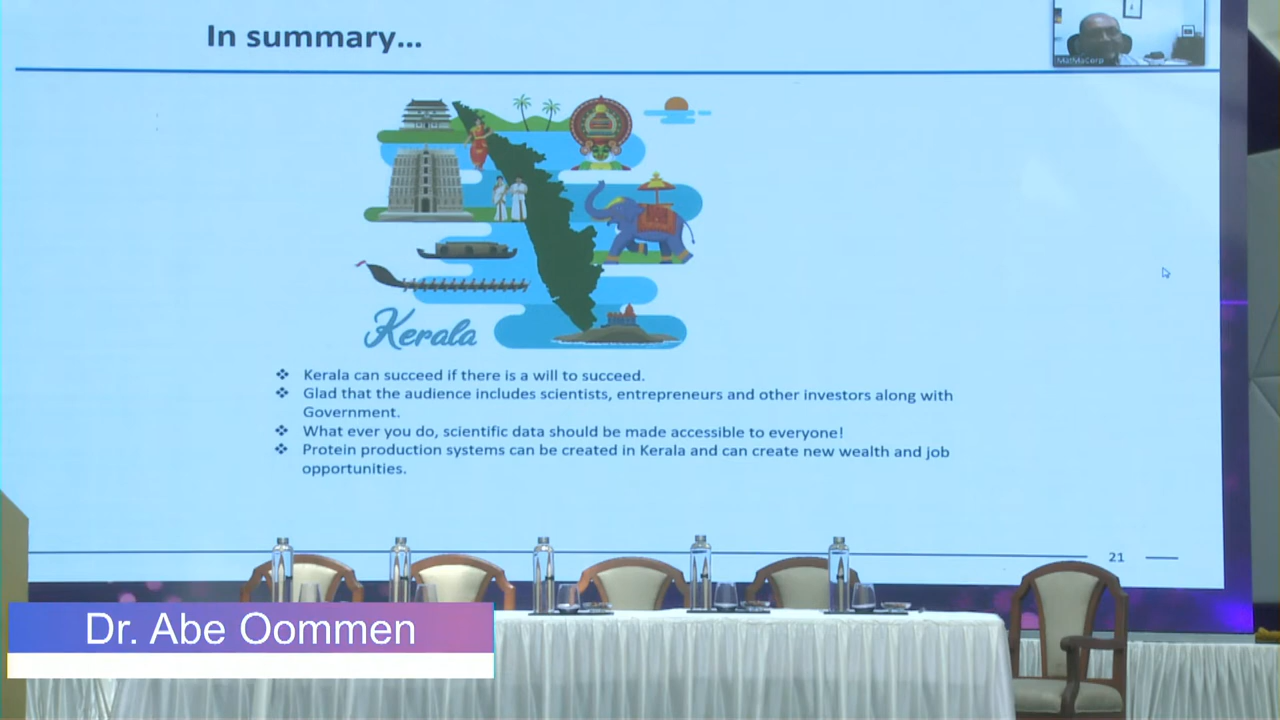 In summary...
MatMaCorp
Kerala
❖ Kerala can succeed if there is a will to succeed.
❖ Glad that the audience includes scientists, entrepreneurs and other investors along with
Government.
❖ What ever you do, scientific data should be made accessible to everyone!
❖ Protein production systems can be created in Kerala and can create new wealth and job
opportunities.
21
Dr. Abe Oommen